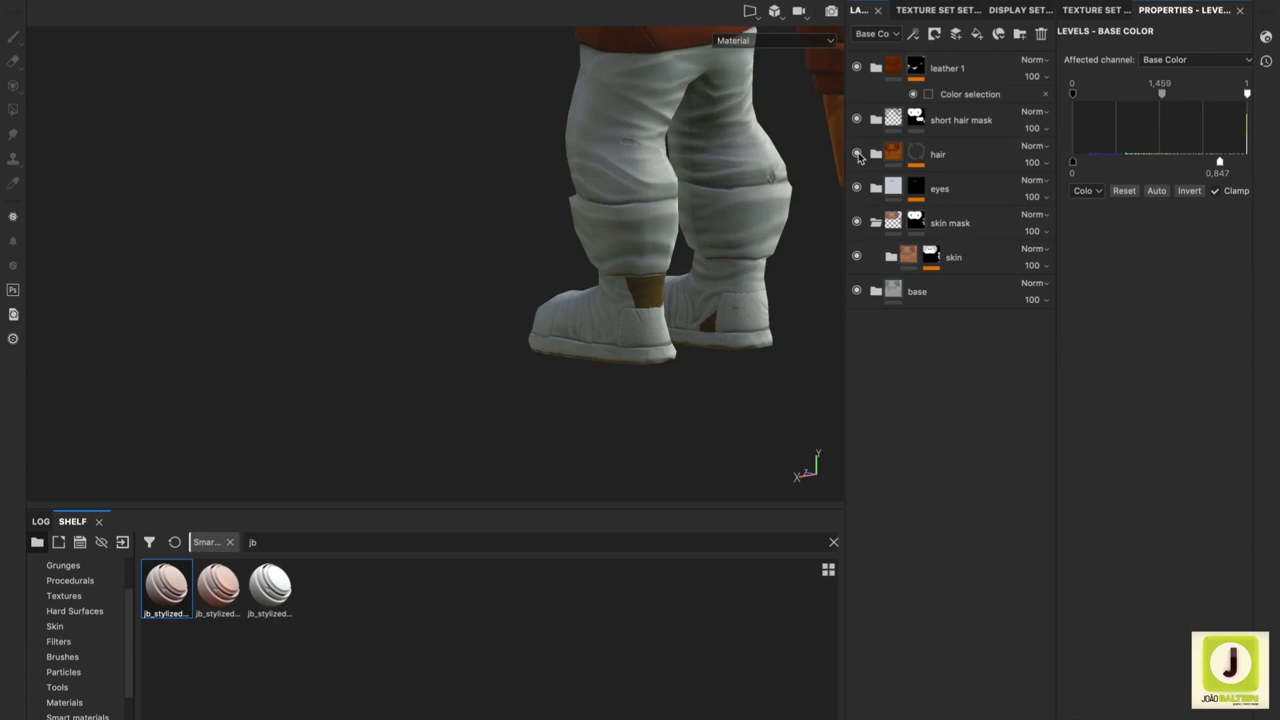 LA...
TEXTURE SET SET...
DISPLAY SET...
TEXTURE SET ...
PROPERTIES - LEVE...
Base Co
LEVELS - BASE COLOR
Material
Affected channel:
Base Color
0
1,459
1
0
0,847
Colo
Reset
Auto
Invert
Clamp
leather 1
Norm
100
Color selection
short hair mask
Norm
100
hair
Norm
100
eyes
Norm
100
skin mask
Norm
100
skin
Norm
100
base
Norm
100
Y
X
Z
LOG
SHELF
Ps
Smar...
jb
Grunges
Procedurals
Textures
Hard Surfaces
Skin
Filters
Brushes
Particles
Tools
Materials
Smart materials
jb_stylized...
jb_stylized...
jb_stylized...
J
JOÃO BALTIERI